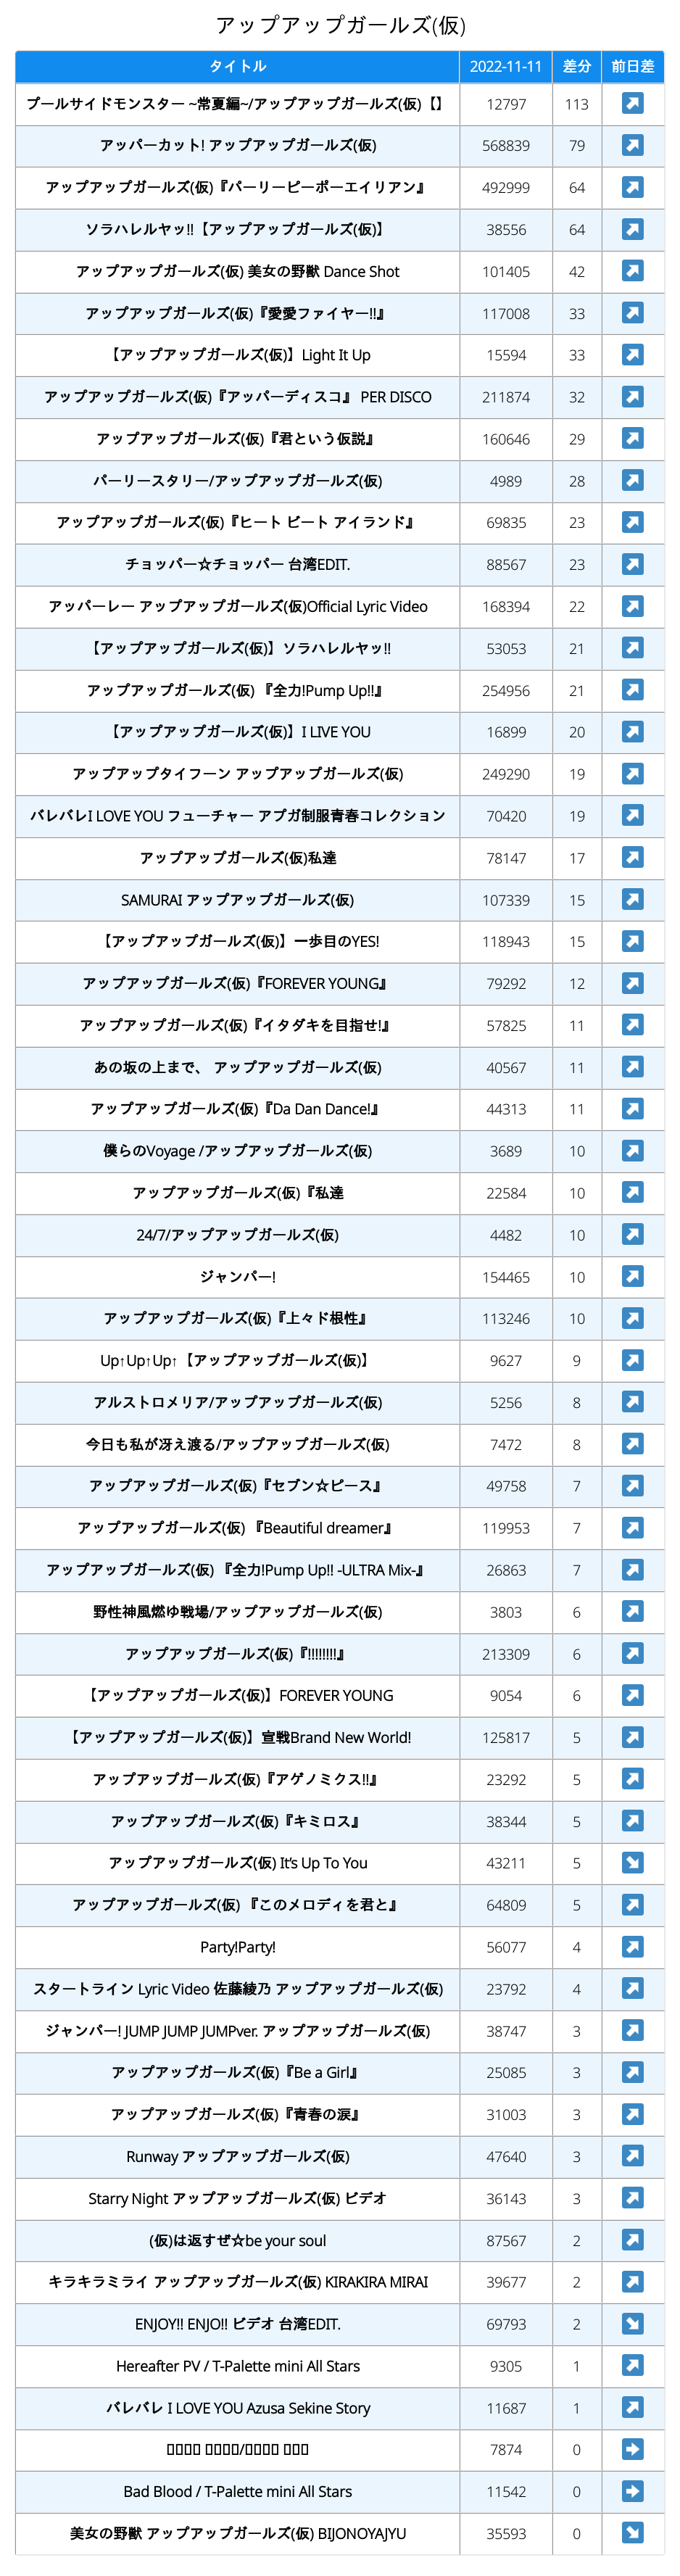 アップアップガールズ(仮)
タイトル 2022-11-11 差分 前日差
プールサイドモンスター ~常夏編~/アップアップガールズ(仮)【】 12797 113
アッパーカット! アップアップガールズ(仮) 568839 79
アップアップガールズ(仮)『パーリーピーポーエイリアン』 492999 64
ソラハレルヤッ!!【アップアップガールズ(仮)】 38556 64
アップアップガールズ(仮) 美女の野獣 Dance Shot 101405 42
アップアップガールズ(仮)『愛愛ファイヤー!!』 117008 33
【アップアップガールズ(仮)】Light It Up 15594 33
アップアップガールズ(仮)『アッパーディスコ』 PER DISCO 211874 32
アップアップガールズ(仮)『君という仮説』 160646 29
パーリースタリー/アップアップガールズ(仮) 4989 28
アップアップガールズ(仮)『ヒート ビート アイランド』 69835 23
チョッパー☆チョッパー 台湾EDIT. 88567 23
アッパーレー アップアップガールズ(仮)Official Lyric Video 168394 22
【アップアップガールズ(仮)】ソラハレルヤッ!! 53053 21
アップアップガールズ(仮) 『全力!Pump Up!!』 254956 21
【アップアップガールズ(仮)】I LIVE YOU 16899 20
アップアップタイフーン アップアップガールズ(仮) 249290 19
バレバレI LOVE YOU フューチャー アプガ制服青春コレクション 70420 19
アップアップガールズ(仮)私達 78147 17
SAMURAI アップアップガールズ(仮) 107339 15
【アップアップガールズ(仮)】一歩目のYES! 118943 15
アップアップガールズ(仮)『FOREVER YOUNG』 79292 12
アップアップガールズ(仮)『イタダキを目指せ!』 57825 11
あの坂の上まで、 アップアップガールズ(仮) 40567 11
アップアップガールズ(仮)『Da Dan Dance!』 44313 11
僕らのVoyage /アップアップガールズ(仮) 3689 10
アップアップガールズ(仮)『私達 22584 10
24/7/アップアップガールズ(仮) 4482 10
ジャンパー! 154465 10
アップアップガールズ(仮)『上々ド根性』 113246 10
Up↑Up↑Up↑【アップアップガールズ(仮)】 9627 9
アルストロメリア/アップアップガールズ(仮) 5256 8
今日も私が冴え渡る/アップアップガールズ(仮) 7472 8
アップアップガールズ(仮)『セブン☆ピース』 49758 7
アップアップガールズ(仮) 『Beautiful dreamer』 119953 7
アップアップガールズ(仮) 『全力!Pump Up!! -ULTRA Mix-』 26863 7
野性神風燃ゆ戦場/アップアップガールズ(仮) 3803 6
アップアップガールズ(仮)『!!!!!!!!』 213309 6
【アップアップガールズ(仮)】FOREVER YOUNG 9054 6
【アップアップガールズ(仮)】宣戦Brand New World! 125817 5
アップアップガールズ(仮)『アゲノミクス!!』 23292 5
アップアップガールズ(仮)『キミロス』 38344 5
アップアップガールズ(仮) It's Up To You 43211 5
アップアップガールズ(仮) 『このメロディを君と』 64809 5
Party!Party! 56077 4
スタートライン Lyric Video 佐藤綾乃 アップアップガールズ(仮) 23792 4
ジャンパー! JUMP JUMP JUMPver. アップアップガールズ(仮) 38747 3
アップアップガールズ(仮)『Be a Girl』 25085 3
アップアップガールズ(仮)『青春の涙』 31003 3
Runway アップアップガールズ(仮) 47640 3
Starry Night アップアップガールズ(仮) ビデオ 36143 3
(仮)は返すぜ☆be your soul 87567 2
キラキラミライ アップアップガールズ(仮) KIRAKIRA MIRAI 39677 2
ENJOY!! ENJO!! ビデオ 台湾EDIT. 69793 2
Hereafter PV / T-Palette mini All Stars 9305 1
バレバレ I LOVE YOU Azusa Sekine Story 11687 1
7874 0
Bad Blood / T-Palette mini All Stars 11542 0
美女の野獣 アップアップガールズ(仮) BIJONOYAJYU 35593 0